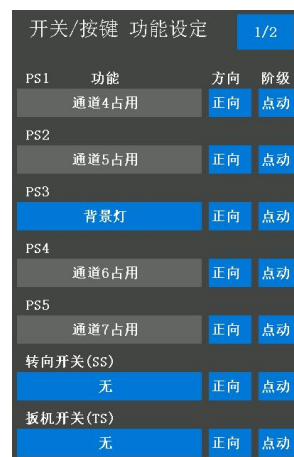 开关/按键 功能设定 1/2
PS1 功能 方向 阶级
通道4占用 正向 点动
PS2
通道5占用 正向 点动
PS3
背景灯 正向 点动
PS4
通道6占用 正向 点动
PS5
通道7占用 正向 点动
转向开关(SS)
无 正向 点动
扳机开关(TS)
无 正向 点动